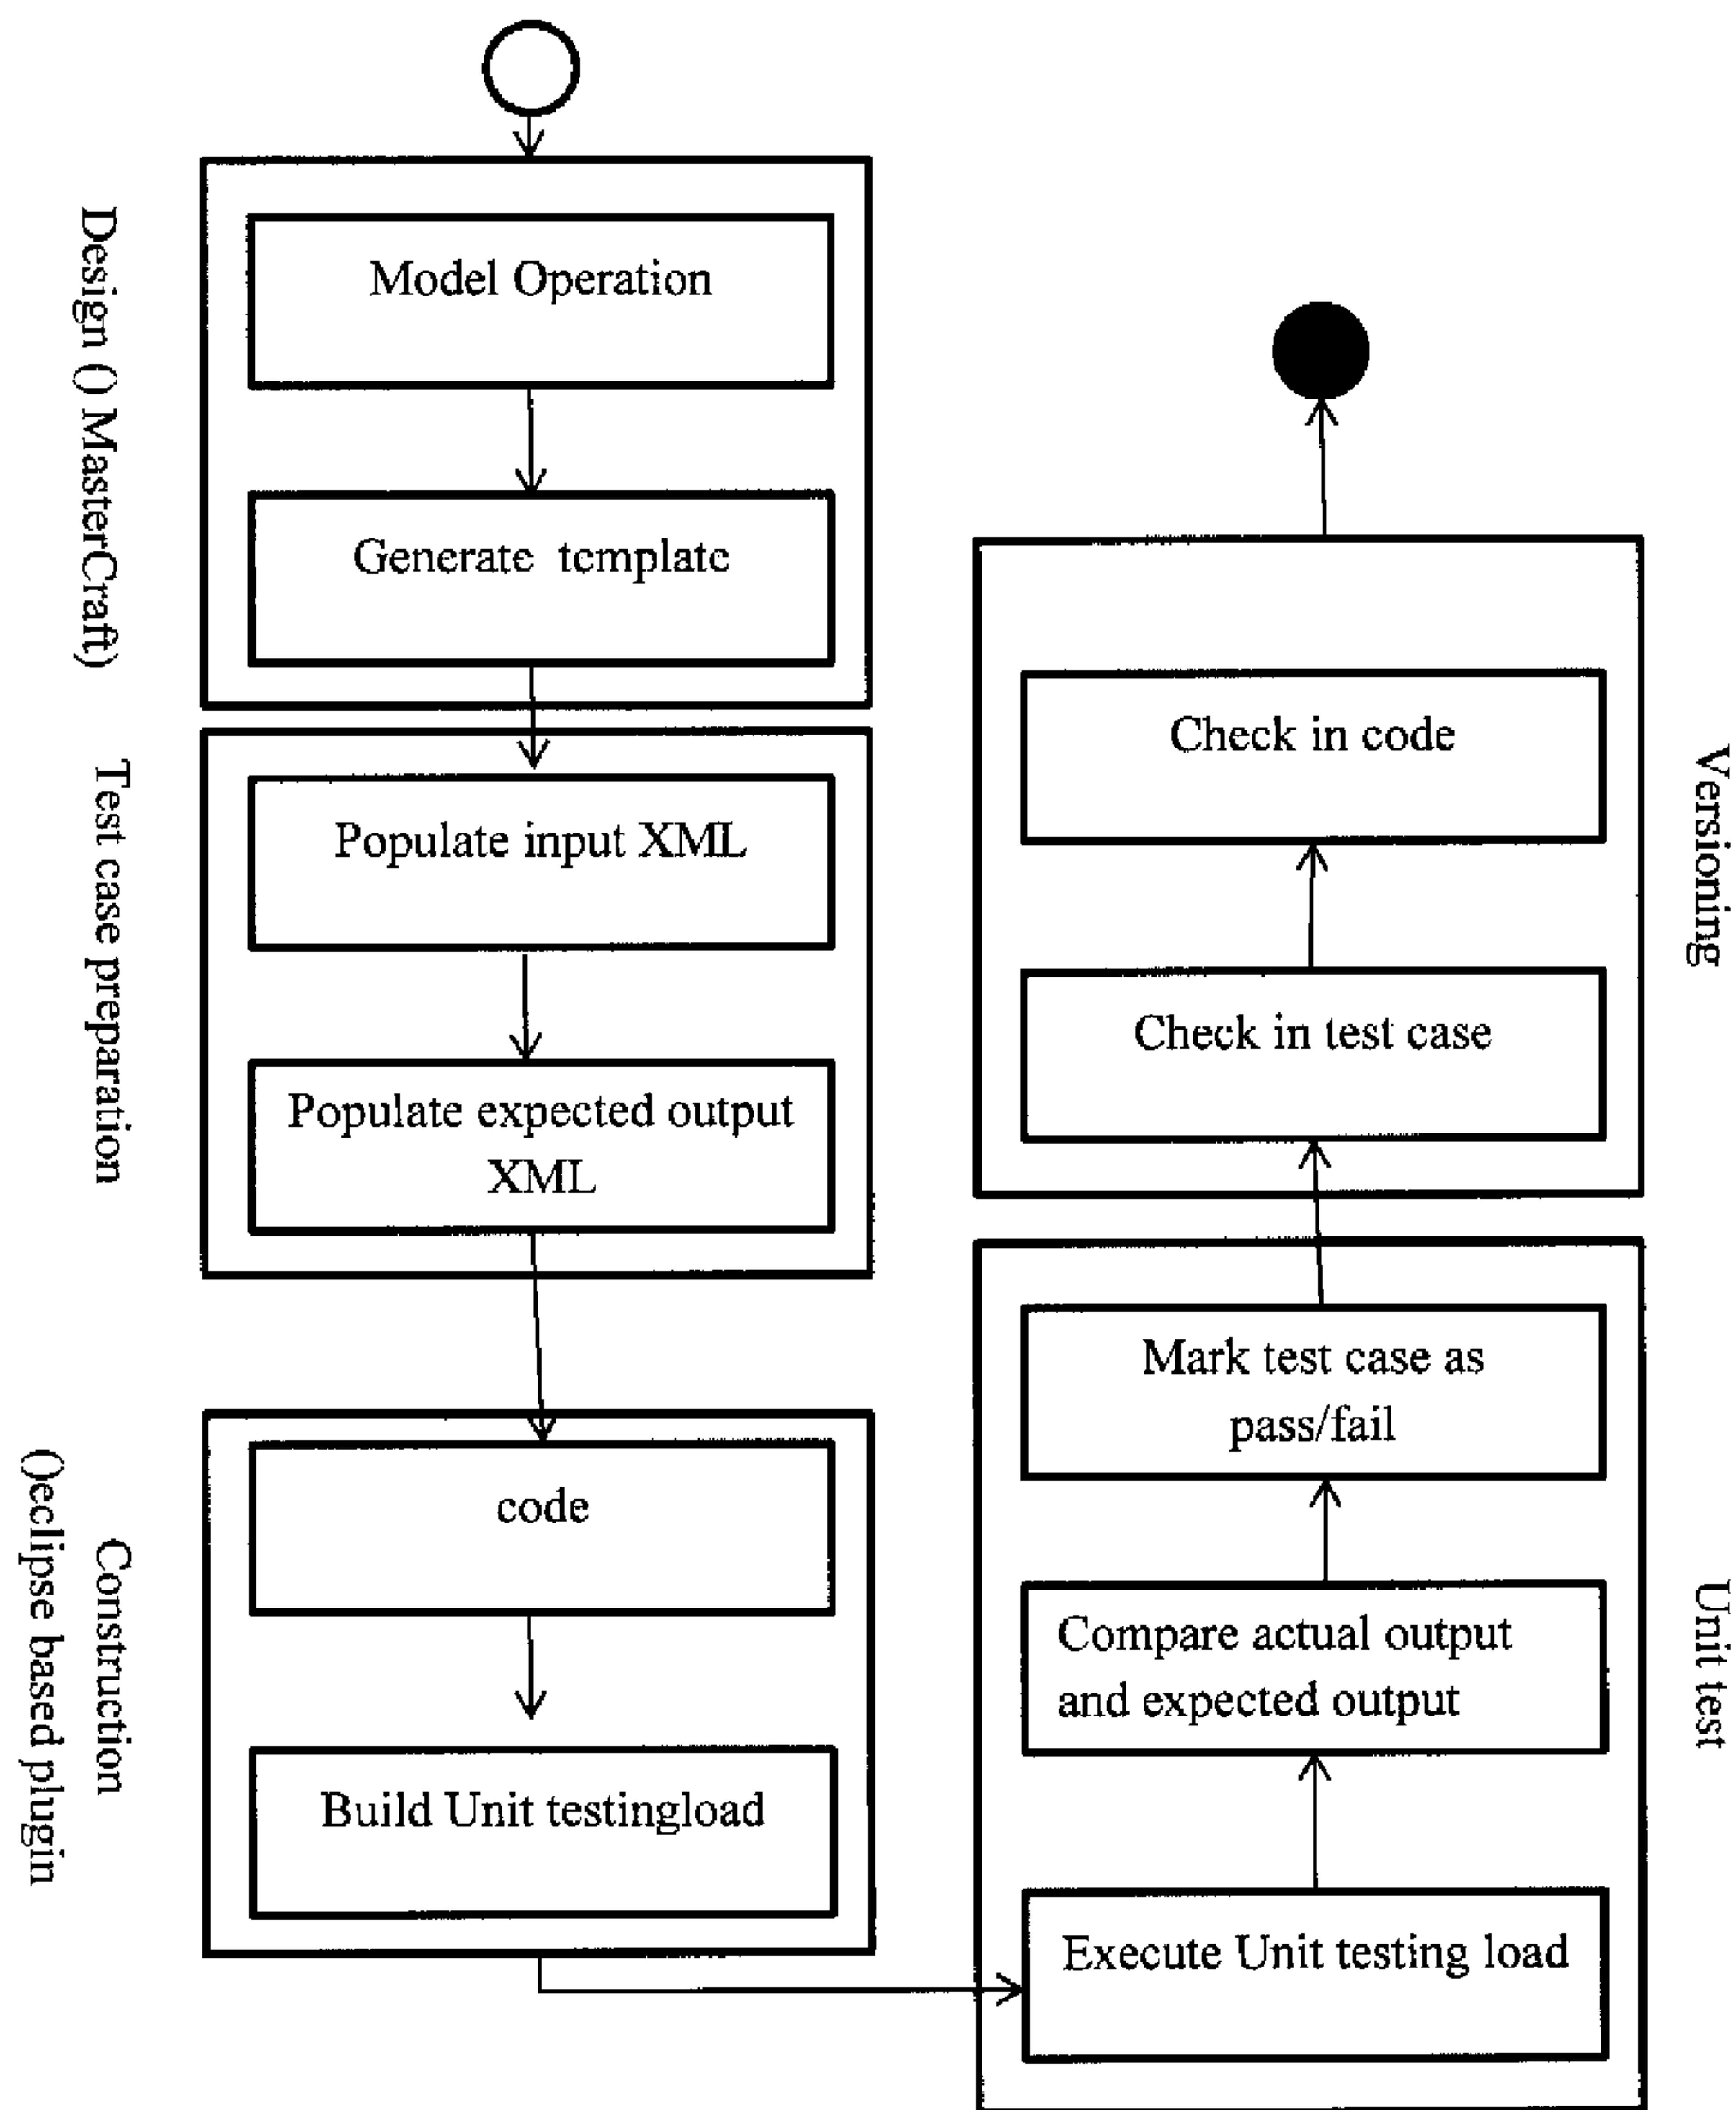 Design () MasterCraft)
Model Operation
Generate template
Test case preparation
Populate input XML
Populate expected output
XML
Construction
()eclipse based plugin
code
Build Unit testingload
Versioning
Check in code
Check in test case
Unit test
Mark test case as
pass/fail
Compare actual output
and expected output
Execute Unit testing load